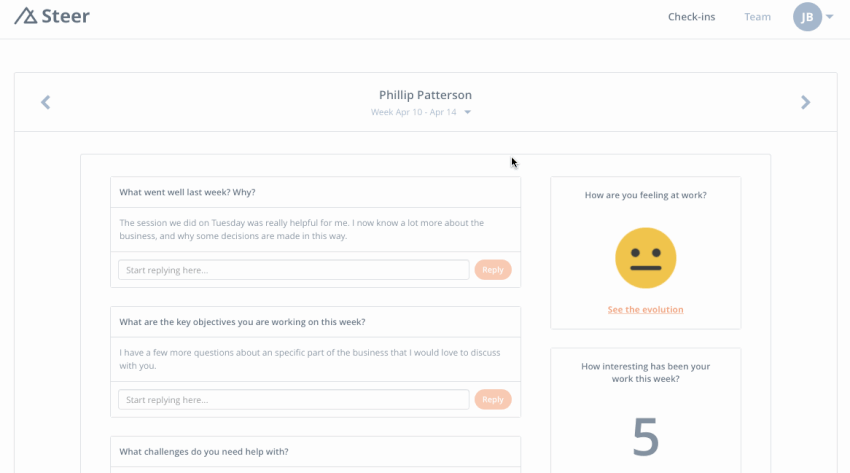 Steer
Check-ins
Team
JB
Phillip Patterson
Week Apr 10 - Apr 14
What went well last week? Why?
The session we did on Tuesday was really helpful for me. I now know a lot more about the
business, and why some decisions are made in this way.
Start replying here...
Reply
What are the key objectives you are working on this week?
I have a few more questions about an specific part of the business that I would love to discuss
with you.
Start replying here...
Reply
What challenges do you need help with?
How are you feeling at work?
See the evolution
How interesting has been your
work this week?
5